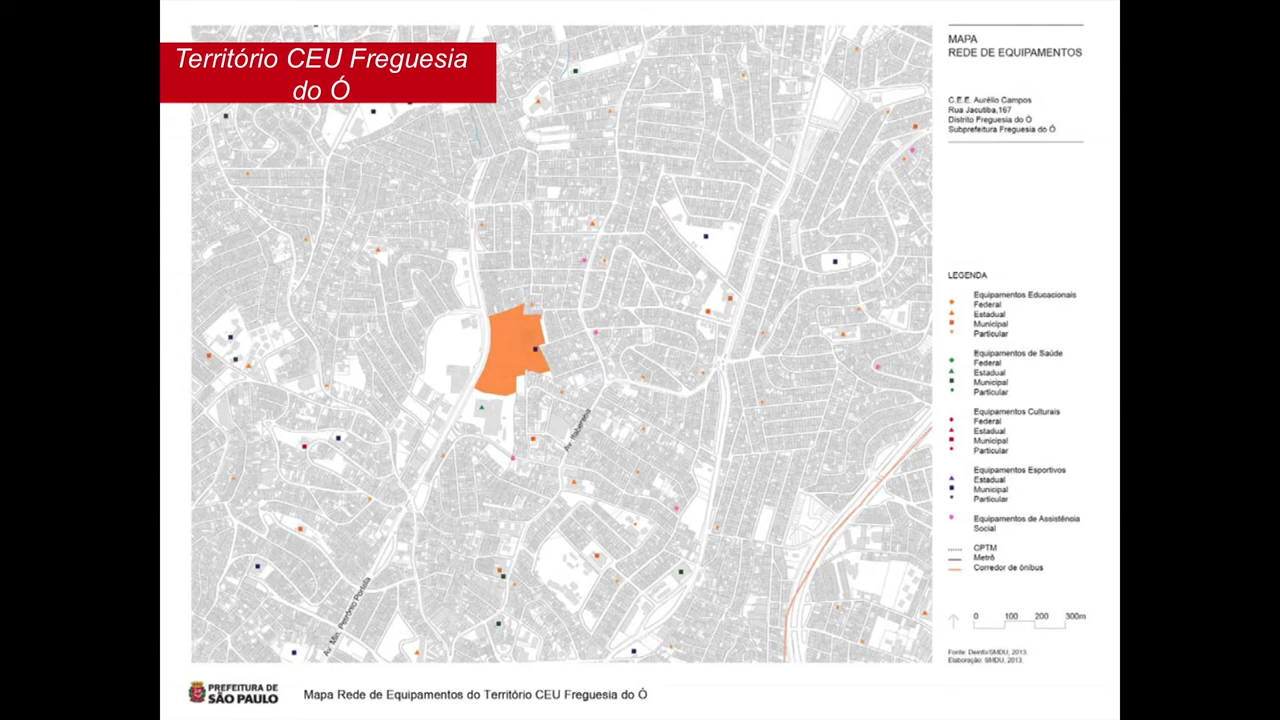 Território CEU Freguesia
do Ó
MAPA
REDE DE EQUIPAMENTOS
C.E.E. Aurélio Campos
Rua Jacutiba,167
Distrito Freguesia do Ó
Subprefeitura Freguesia do Ó
LEGENDA
Equipamentos Educacionais
Federal
Estadual
Municipal
Particular
Equipamentos de Saúde
Federal
Estadual
Municipal
Particular
Equipamentos Culturais
Federal
Estadual
Municipal
Particular
Equipamentos Esportivos
Estadual
Municipal
Particular
Equipamentos de Assistência
Social
CPTM
Metrô
Corredor de ônibus
0 100 200 300m
Fonte: Deinfo/SMDU, 2013.
Elaboração: SMDU, 2013.
Av. Itaberaba
Av. Min. Petrônio Portela
PREFEITURA DE
SÃO PAULO
Mapa Rede de Equipamentos do Território CEU Freguesia do Ó